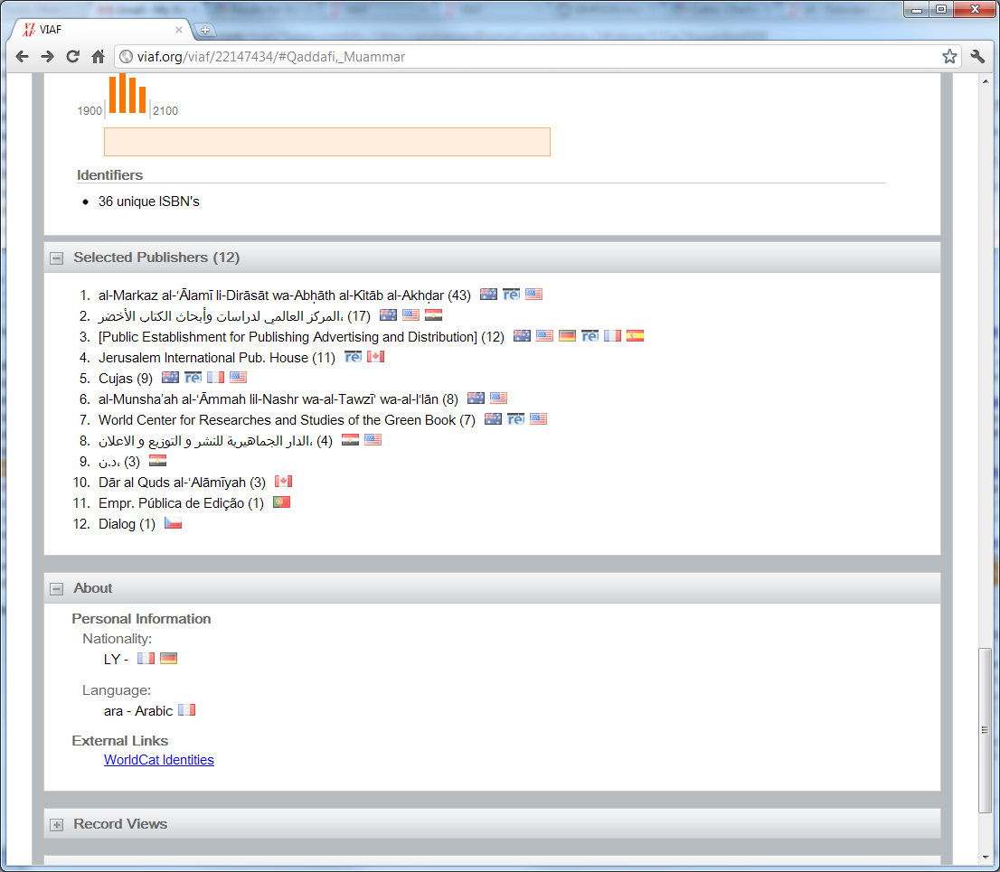 VIAF
viaf.org/viaf/22147434/#Qaddafi,_Muammar
1900 2100
Identifiers
• 36 unique ISBN's
Selected Publishers (12)
1. al-Markaz al-ʻĀlamī li-Dirāsāt wa-Abḥāth al-Kitāb al-Akhḍar (43) re
2. المركز العالمي لدراسات وأبحاث الكتاب الأخضر، (17)
3. [Public Establishment for Publishing Advertising and Distribution] (12) re
4. Jerusalem International Pub. House (11) re
5. Cujas (9) re
6. al-Munshaʼah al-ʻĀmmah lil-Nashr wa-al-Tawzīʻ wa-al-Iʻlān (8)
7. World Center for Researches and Studies of the Green Book (7) re
8. الدار الجماهيرية للنشر و التوزيع و الاعلان، (4)
9. د.ن، (3)
10. Dār al Quds al-ʻAlāmīyah (3)
11. Empr. Pública de Edição (1)
12. Dialog (1)
About
Personal Information
Nationality:
LY -
Language:
ara - Arabic
External Links
WorldCat Identities
Record Views